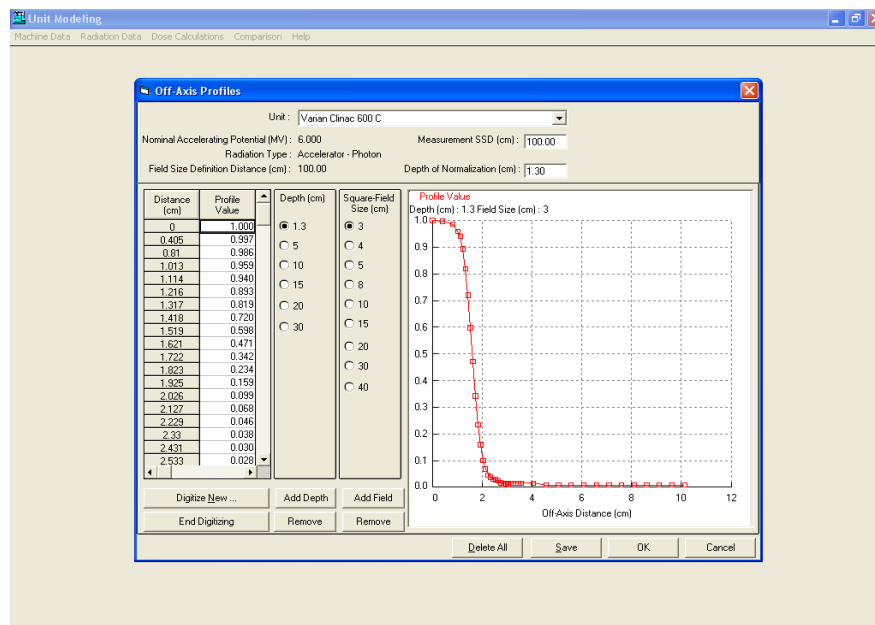 Unit Modeling
Machine Data Radiation Data Dose Calculations Comparison Help
Off-Axis Profiles
Unit : Varian Clinac 600 C
Nominal Accelerating Potential (MV) : 6.000 Measurement SSD (cm) : 100.00
Radiation Type : Accelerator - Photon
Field Size Definition Distance (cm) : 100.00 Depth of Normalization (cm) : 1.30
Distance (cm) Profile Value
0 1.000
0.405 0.997
0.81 0.986
1.013 0.959
1.114 0.940
1.216 0.893
1.317 0.819
1.418 0.720
1.519 0.598
1.621 0.471
1.722 0.342
1.823 0.234
1.925 0.159
2.026 0.099
2.127 0.068
2.229 0.046
2.33 0.038
2.431 0.030
2.533 0.028
Depth (cm)
1.3
5
10
15
20
30
Square-Field
Size (cm)
3
4
5
8
10
15
20
30
40
Profile Value
Depth (cm) : 1.3 Field Size (cm) : 3
1.0
0.9
0.8
0.7
0.6
0.5
0.4
0.3
0.2
0.1
0.0
0 2 4 6 8 10 12
Off-Axis Distance (cm)
Digitize New ... Add Depth Add Field
End Digitizing Remove Remove
Delete All Save OK Cancel